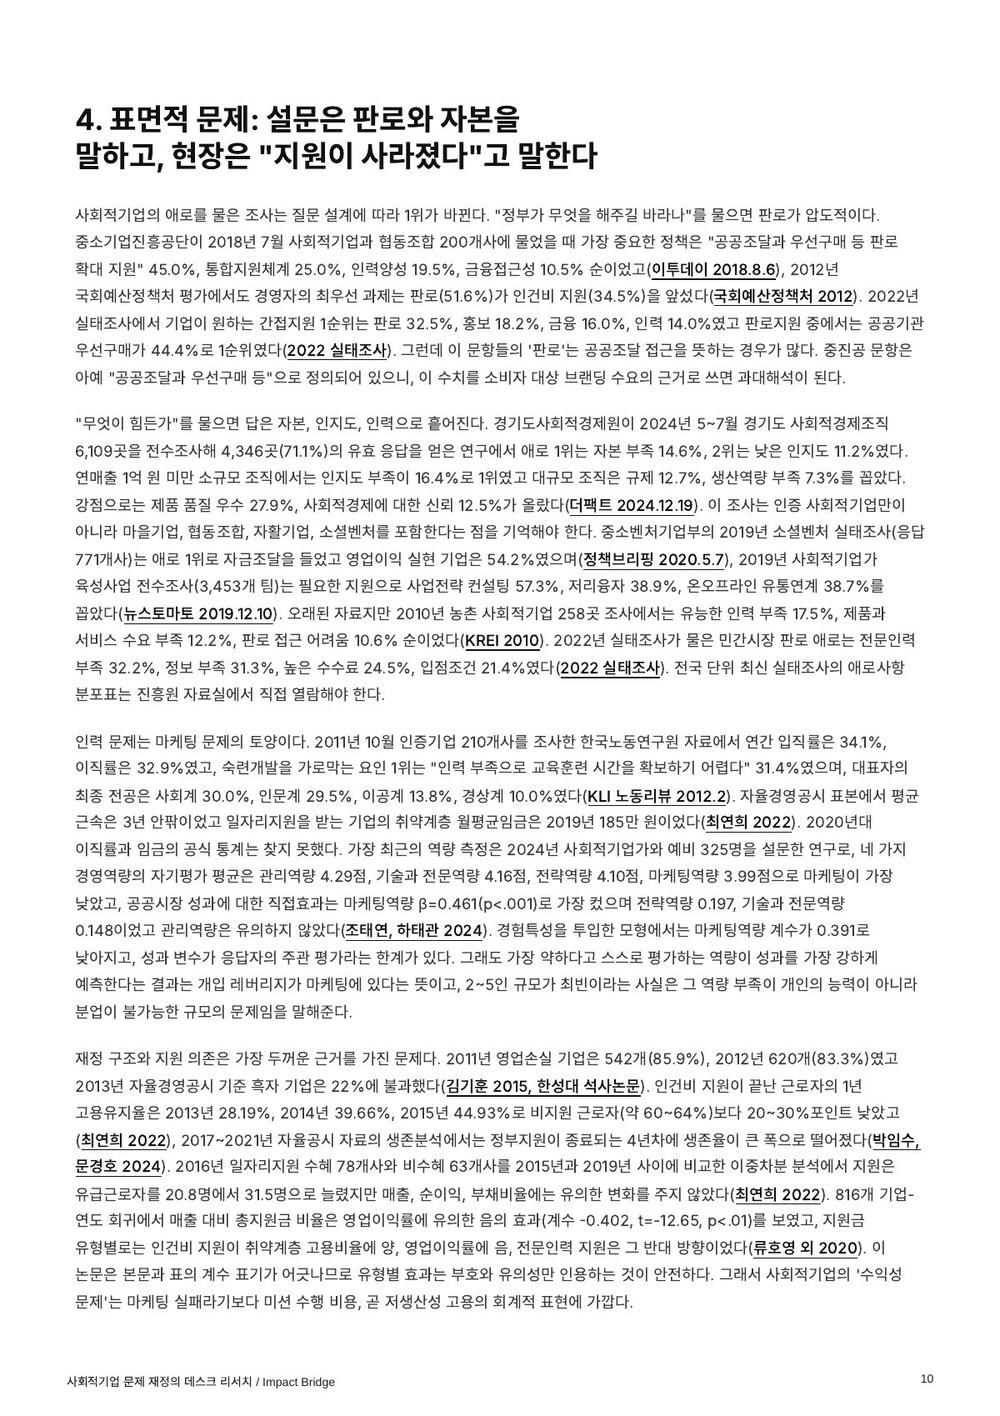 4. 표면적 문제: 설문은 판로와 자본을
말하고, 현장은 "지원이 사라졌다"고 말한다
사회적기업의 애로를 물은 조사는 질문 설계에 따라 1위가 바뀐다. "정부가 무엇을 해주길 바라나"를 물으면 판로가 압도적이다.
중소기업진흥공단이 2018년 7월 사회적기업과 협동조합 200개사에 물었을 때 가장 중요한 정책은 "공공조달과 우선구매 등 판로
확대 지원" 45.0%, 통합지원체계 25.0%, 인력양성 19.5%, 금융접근성 10.5% 순이었고(이투데이 2018.8.6), 2012년
국회예산정책처 평가에서도 경영자의 최우선 과제는 판로(51.6%)가 인건비 지원(34.5%)을 앞섰다(국회예산정책처 2012). 2022년
실태조사에서 기업이 원하는 간접지원 1순위는 판로 32.5%, 홍보 18.2%, 금융 16.0%, 인력 14.0%였고 판로지원 중에서는 공공기관
우선구매가 44.4%로 1순위였다(2022 실태조사). 그런데 이 문항들의 '판로'는 공공조달 접근을 뜻하는 경우가 많다. 중진공 문항은
아예 "공공조달과 우선구매 등"으로 정의되어 있으니, 이 수치를 소비자 대상 브랜딩 수요의 근거로 쓰면 과대해석이 된다.
"무엇이 힘든가"를 물으면 답은 자본, 인지도, 인력으로 흩어진다. 경기도사회적경제원이 2024년 5~7월 경기도 사회적경제조직
6,109곳을 전수조사해 4,346곳(71.1%)의 유효 응답을 얻은 연구에서 애로 1위는 자본 부족 14.6%, 2위는 낮은 인지도 11.2%였다.
연매출 1억 원 미만 소규모 조직에서는 인지도 부족이 16.4%로 1위였고 대규모 조직은 규제 12.7%, 생산역량 부족 7.3%를 꼽았다.
강점으로는 제품 품질 우수 27.9%, 사회적경제에 대한 신뢰 12.5%가 올랐다(더팩트 2024.12.19). 이 조사는 인증 사회적기업만이
아니라 마을기업, 협동조합, 자활기업, 소셜벤처를 포함한다는 점을 기억해야 한다. 중소벤처기업부의 2019년 소셜벤처 실태조사(응답
771개사)는 애로 1위로 자금조달을 들었고 영업이익 실현 기업은 54.2%였으며(정책브리핑 2020.5.7), 2019년 사회적기업가
육성사업 전수조사(3,453개 팀)는 필요한 지원으로 사업전략 컨설팅 57.3%, 저리융자 38.9%, 온오프라인 유통연계 38.7%를
꼽았다(뉴스토마토 2019.12.10). 오래된 자료지만 2010년 농촌 사회적기업 258곳 조사에서는 유능한 인력 부족 17.5%, 제품과
서비스 수요 부족 12.2%, 판로 접근 어려움 10.6% 순이었다(KREI 2010). 2022년 실태조사가 물은 민간시장 판로 애로는 전문인력
부족 32.2%, 정보 부족 31.3%, 높은 수수료 24.5%, 입점조건 21.4%였다(2022 실태조사). 전국 단위 최신 실태조사의 애로사항
분포표는 진흥원 자료실에서 직접 열람해야 한다.
인력 문제는 마케팅 문제의 토양이다. 2011년 10월 인증기업 210개사를 조사한 한국노동연구원 자료에서 연간 입직률은 34.1%,
이직률은 32.9%였고, 숙련개발을 가로막는 요인 1위는 "인력 부족으로 교육훈련 시간을 확보하기 어렵다" 31.4%였으며, 대표자의
최종 전공은 사회계 30.0%, 인문계 29.5%, 이공계 13.8%, 경상계 10.0%였다(KLI 노동리뷰 2012.2). 자율경영공시 표본에서 평균
근속은 3년 안팎이었고 일자리지원을 받는 기업의 취약계층 월평균임금은 2019년 185만 원이었다(최연희 2022). 2020년대
이직률과 임금의 공식 통계는 찾지 못했다. 가장 최근의 역량 측정은 2024년 사회적기업가와 예비 325명을 설문한 연구로, 네 가지
경영역량의 자기평가 평균은 관리역량 4.29점, 기술과 전문역량 4.16점, 전략역량 4.10점, 마케팅역량 3.99점으로 마케팅이 가장
낮았고, 공공시장 성과에 대한 직접효과는 마케팅역량 β=0.461(p<.001)로 가장 컸으며 전략역량 0.197, 기술과 전문역량
0.148이었고 관리역량은 유의하지 않았다(조태연, 하태관 2024). 경험특성을 투입한 모형에서는 마케팅역량 계수가 0.391로
낮아지고, 성과 변수가 응답자의 주관 평가라는 한계가 있다. 그래도 가장 약하다고 스스로 평가하는 역량이 성과를 가장 강하게
예측한다는 결과는 개입 레버리지가 마케팅에 있다는 뜻이고, 2~5인 규모가 최빈이라는 사실은 그 역량 부족이 개인의 능력이 아니라
분업이 불가능한 규모의 문제임을 말해준다.
재정 구조와 지원 의존은 가장 두꺼운 근거를 가진 문제다. 2011년 영업손실 기업은 542개(85.9%), 2012년 620개(83.3%)였고
2013년 자율경영공시 기준 흑자 기업은 22%에 불과했다(김기훈 2015, 한성대 석사논문). 인건비 지원이 끝난 근로자의 1년
고용유지율은 2013년 28.19%, 2014년 39.66%, 2015년 44.93%로 비지원 근로자(약 60~64%)보다 20~30%포인트 낮았고
(최연희 2022), 2017~2021년 자율공시 자료의 생존분석에서는 정부지원이 종료되는 4년차에 생존율이 큰 폭으로 떨어졌다(박임수,
문경호 2024). 2016년 일자리지원 수혜 78개사와 비수혜 63개사를 2015년과 2019년 사이에 비교한 이중차분 분석에서 지원은
유급근로자를 20.8명에서 31.5명으로 늘렸지만 매출, 순이익, 부채비율에는 유의한 변화를 주지 않았다(최연희 2022). 816개 기업-
연도 회귀에서 매출 대비 총지원금 비율은 영업이익률에 유의한 음의 효과(계수 -0.402, t=-12.65, p<.01)를 보였고, 지원금
유형별로는 인건비 지원이 취약계층 고용비율에 양, 영업이익률에 음, 전문인력 지원은 그 반대 방향이었다(류호영 외 2020). 이
논문은 본문과 표의 계수 표기가 어긋나므로 유형별 효과는 부호와 유의성만 인용하는 것이 안전하다. 그래서 사회적기업의 '수익성
문제'는 마케팅 실패라기보다 미션 수행 비용, 곧 저생산성 고용의 회계적 표현에 가깝다.
사회적기업 문제 재정의 데스크 리서치 / Impact Bridge
10